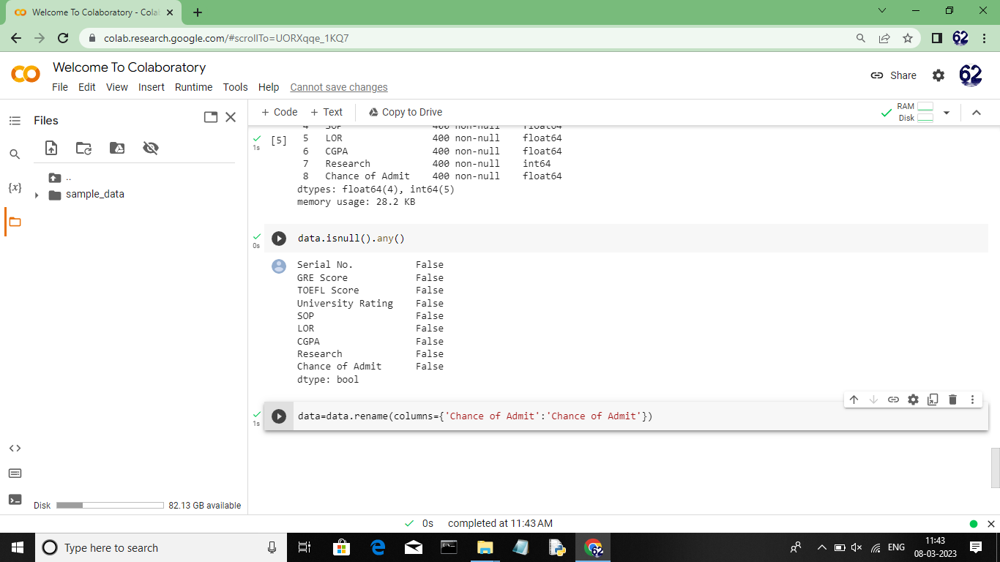 Welcome To Colaboratory - Cola
colab.research.google.com/#scrollTo=UORXqqe_1KQ7
62
Welcome To Colaboratory
Share
62
File Edit View Insert Runtime Tools Help Cannot save changes
Files
+ Code + Text Copy to Drive
RAM
Disk
..
sample_data
{x}
1s
[5]
4 SOP 400 non-null float64
5 LOR 400 non-null float64
6 CGPA 400 non-null float64
7 Research 400 non-null int64
8 Chance of Admit 400 non-null float64
dtypes: float64(4), int64(5)
memory usage: 28.2 KB
0s
data.isnull().any()
Serial No. False
GRE Score False
TOEFL Score False
University Rating False
SOP False
LOR False
CGPA False
Research False
Chance of Admit False
dtype: bool
1s
data=data.rename(columns={'Chance of Admit':'Chance of Admit'})
Disk 82.13 GB available
0s completed at 11:43 AM
Type here to search
62
ENG
11:43
08-03-2023